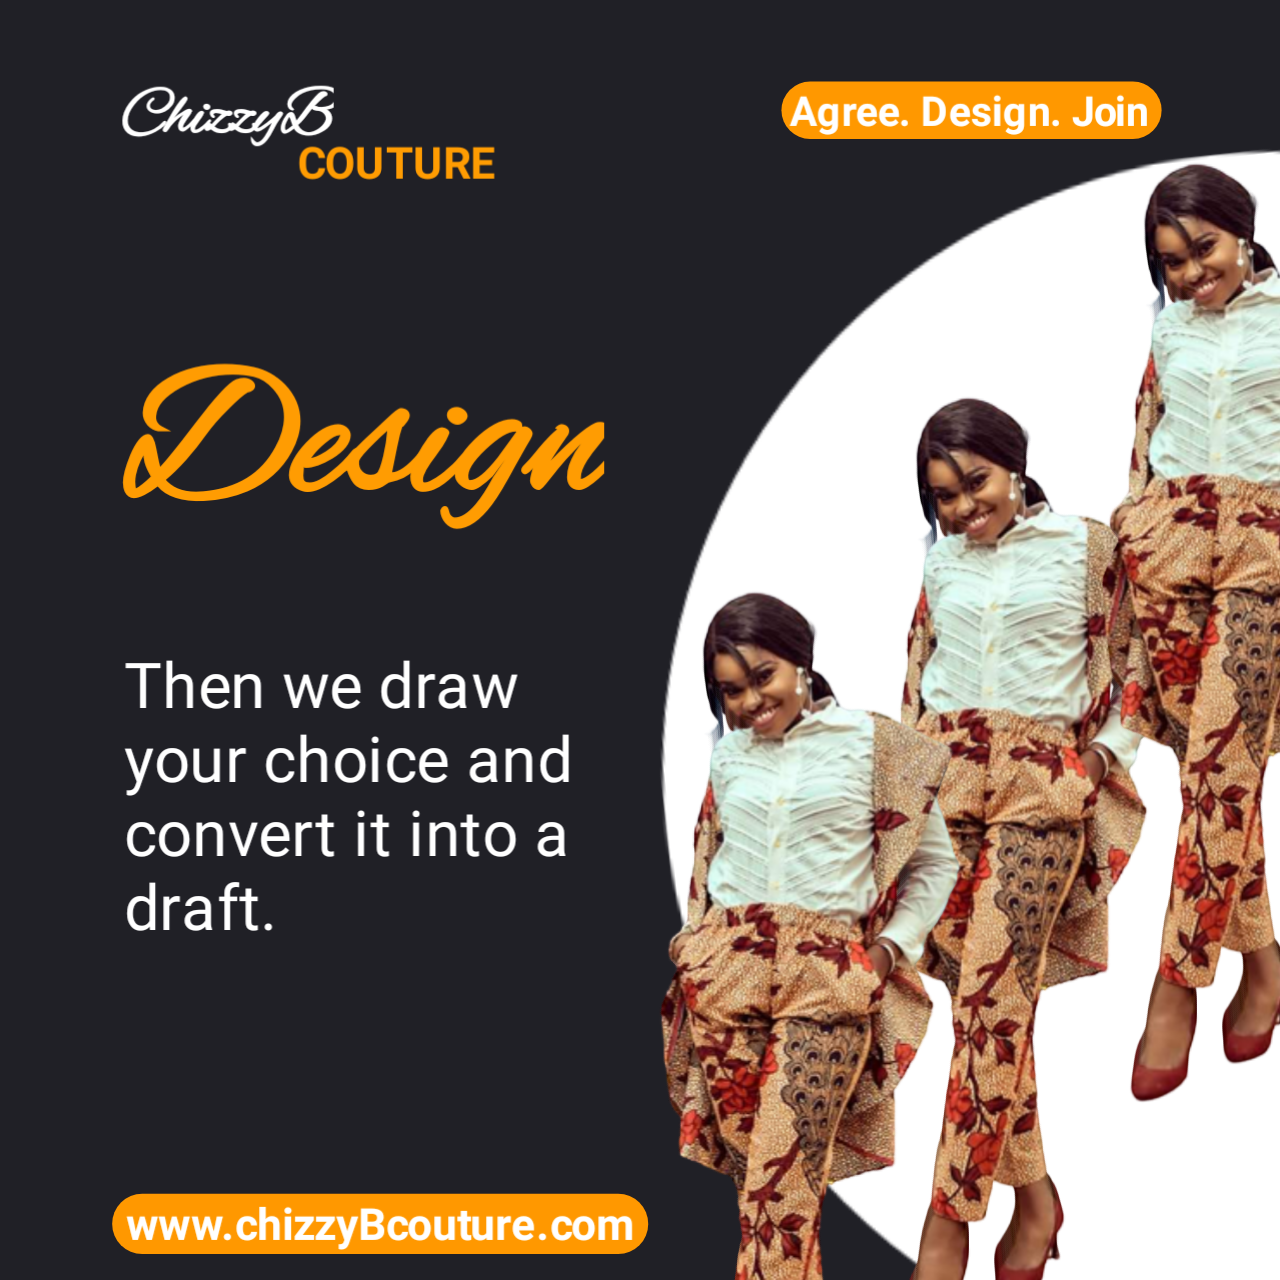 ChizzyB
COUTURE
Agree. Design. Join
Design
Then we draw
your choice and
convert it into a
draft.
www.chizzyBcouture.com